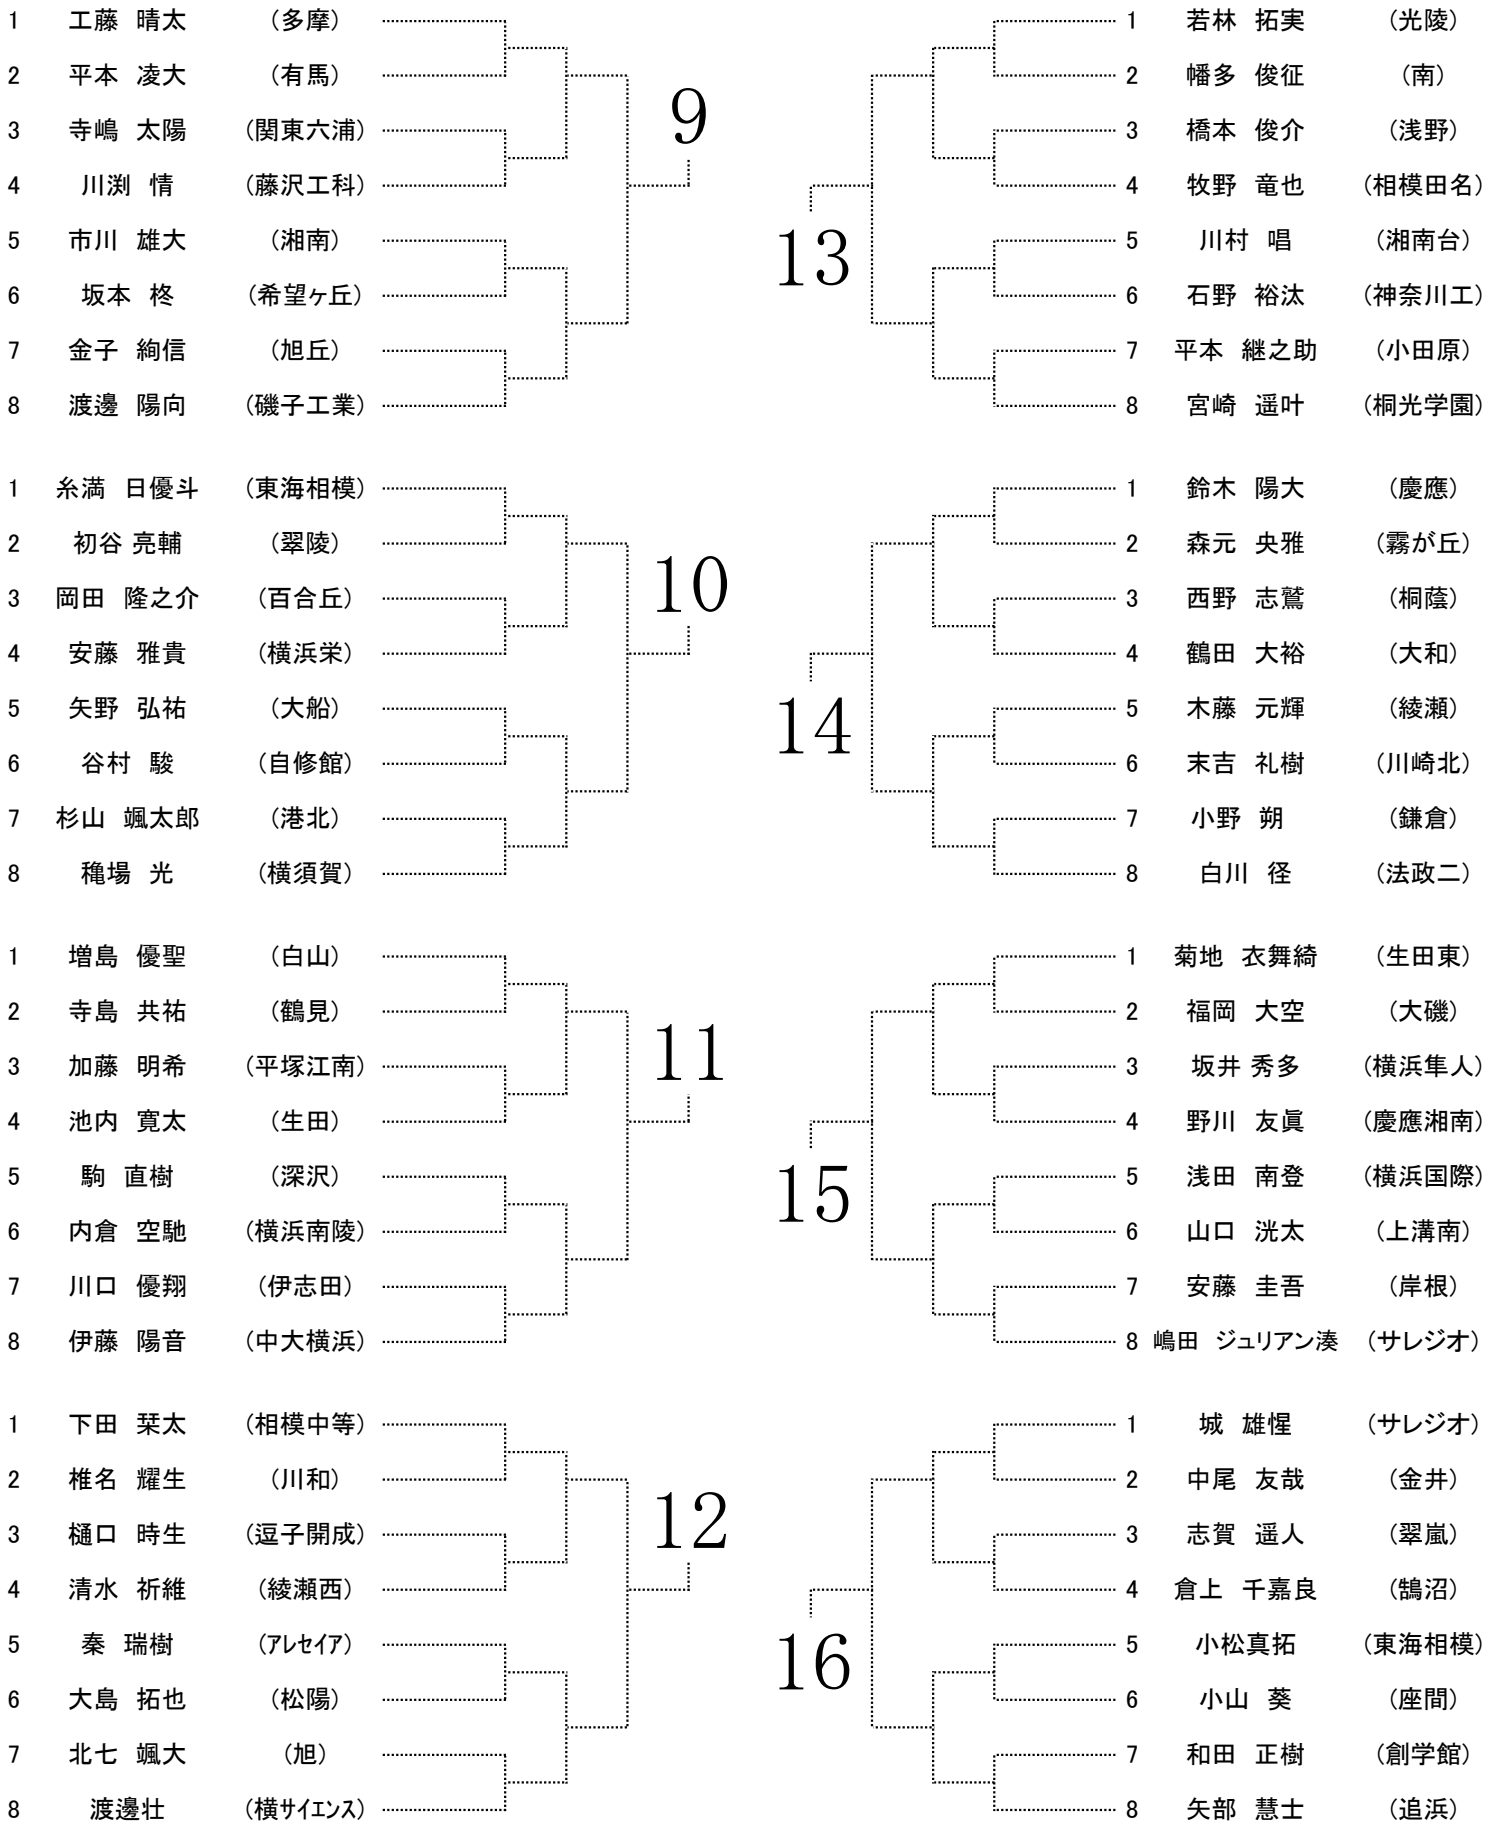 1 工藤 晴太 (多摩)
2 平本 凌大 (有馬)
3 寺嶋 太陽 (関東六浦)
4 川渕 情 (藤沢工科)
5 市川 雄大 (湘南)
6 坂本 柊 (希望ヶ丘)
7 金子 絢信 (旭丘)
8 渡邊 陽向 (磯子工業)
9
1 糸満 日優斗 (東海相模)
2 初谷 亮輔 (翠陵)
3 岡田 隆之介 (百合丘)
4 安藤 雅貴 (横浜栄)
5 矢野 弘祐 (大船)
6 谷村 駿 (自修館)
7 杉山 颯太郎 (港北)
8 穐場 光 (横須賀)
10
1 増島 優聖 (白山)
2 寺島 共祐 (鶴見)
3 加藤 明希 (平塚江南)
4 池内 寛太 (生田)
5 駒 直樹 (深沢)
6 内倉 空馳 (横浜南陵)
7 川口 優翔 (伊志田)
8 伊藤 陽音 (中大横浜)
11
1 下田 栞太 (相模中等)
2 椎名 耀生 (川和)
3 樋口 時生 (逗子開成)
4 清水 祈維 (綾瀬西)
5 秦 瑞樹 (アレセイア)
6 大島 拓也 (松陽)
7 北七 颯大 (旭)
8 渡邊壮 (横サイエンス)
12
1 若林 拓実 (光陵)
2 幡多 俊征 (南)
3 橋本 俊介 (浅野)
4 牧野 竜也 (相模田名)
5 川村 唱 (湘南台)
6 石野 裕汰 (神奈川工)
7 平本 継之助 (小田原)
8 宮崎 遥叶 (桐光学園)
13
1 鈴木 陽大 (慶應)
2 森元 央雅 (霧が丘)
3 西野 志鷲 (桐蔭)
4 鶴田 大裕 (大和)
5 木藤 元輝 (綾瀬)
6 末吉 礼樹 (川崎北)
7 小野 朔 (鎌倉)
8 白川 径 (法政二)
14
1 菊地 衣舞綺 (生田東)
2 福岡 大空 (大磯)
3 坂井 秀多 (横浜隼人)
4 野川 友眞 (慶應湘南)
5 浅田 南登 (横浜国際)
6 山口 洸太 (上溝南)
7 安藤 圭吾 (岸根)
8 嶋田 ジュリアン湊 (サレジオ)
15
1 城 雄惺 (サレジオ)
2 中尾 友哉 (金井)
3 志賀 遥人 (翠嵐)
4 倉上 千嘉良 (鵠沼)
5 小松真拓 (東海相模)
6 小山 葵 (座間)
7 和田 正樹 (創学館)
8 矢部 慧士 (追浜)
16